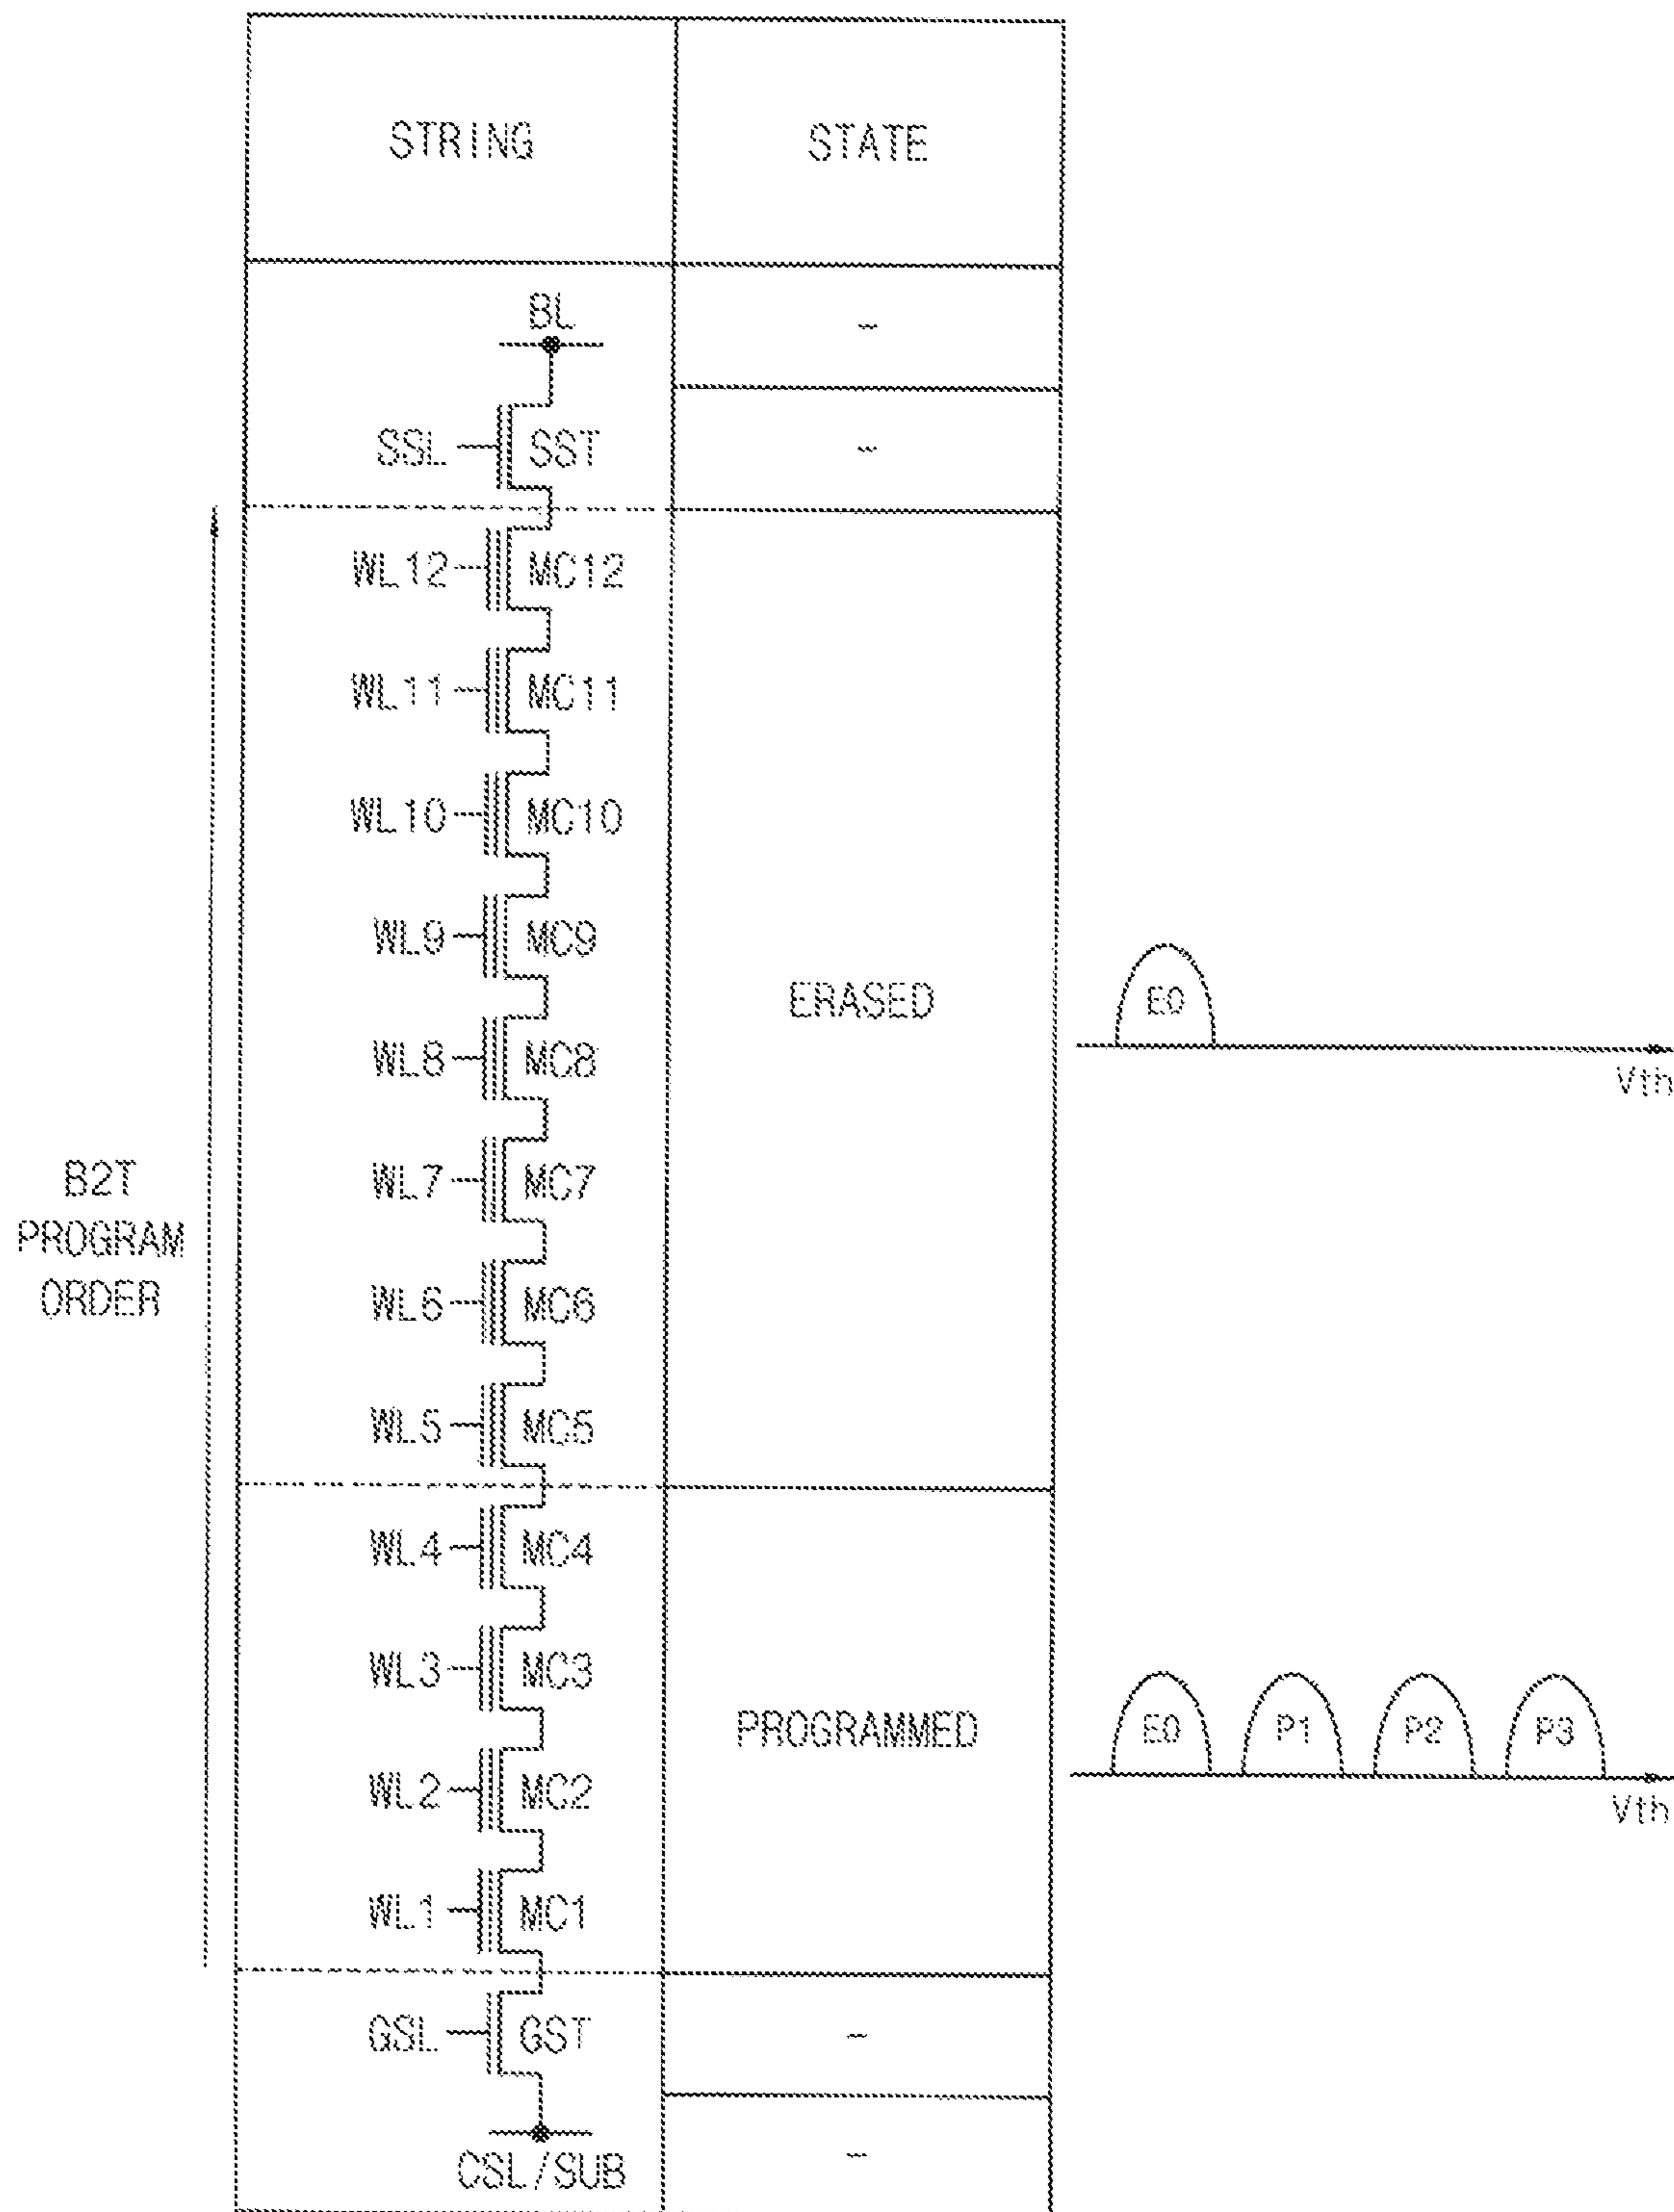 STRING STATE
BL
-
SSL SST
-
WL12 MC12
WL11 MC11
WL10 MC10
WL9 MC9
ERASED
E0
WL8 MC8
Vth
WL7 MC7
B2T
PROGRAM
ORDER
WL6 MC6
WL5 MC5
WL4 MC4
WL3 MC3
PROGRAMMED
E0 P1 P2 P3
WL2 MC2
Vth
WL1 MC1
GSL GST
-
CSL/SUB
-